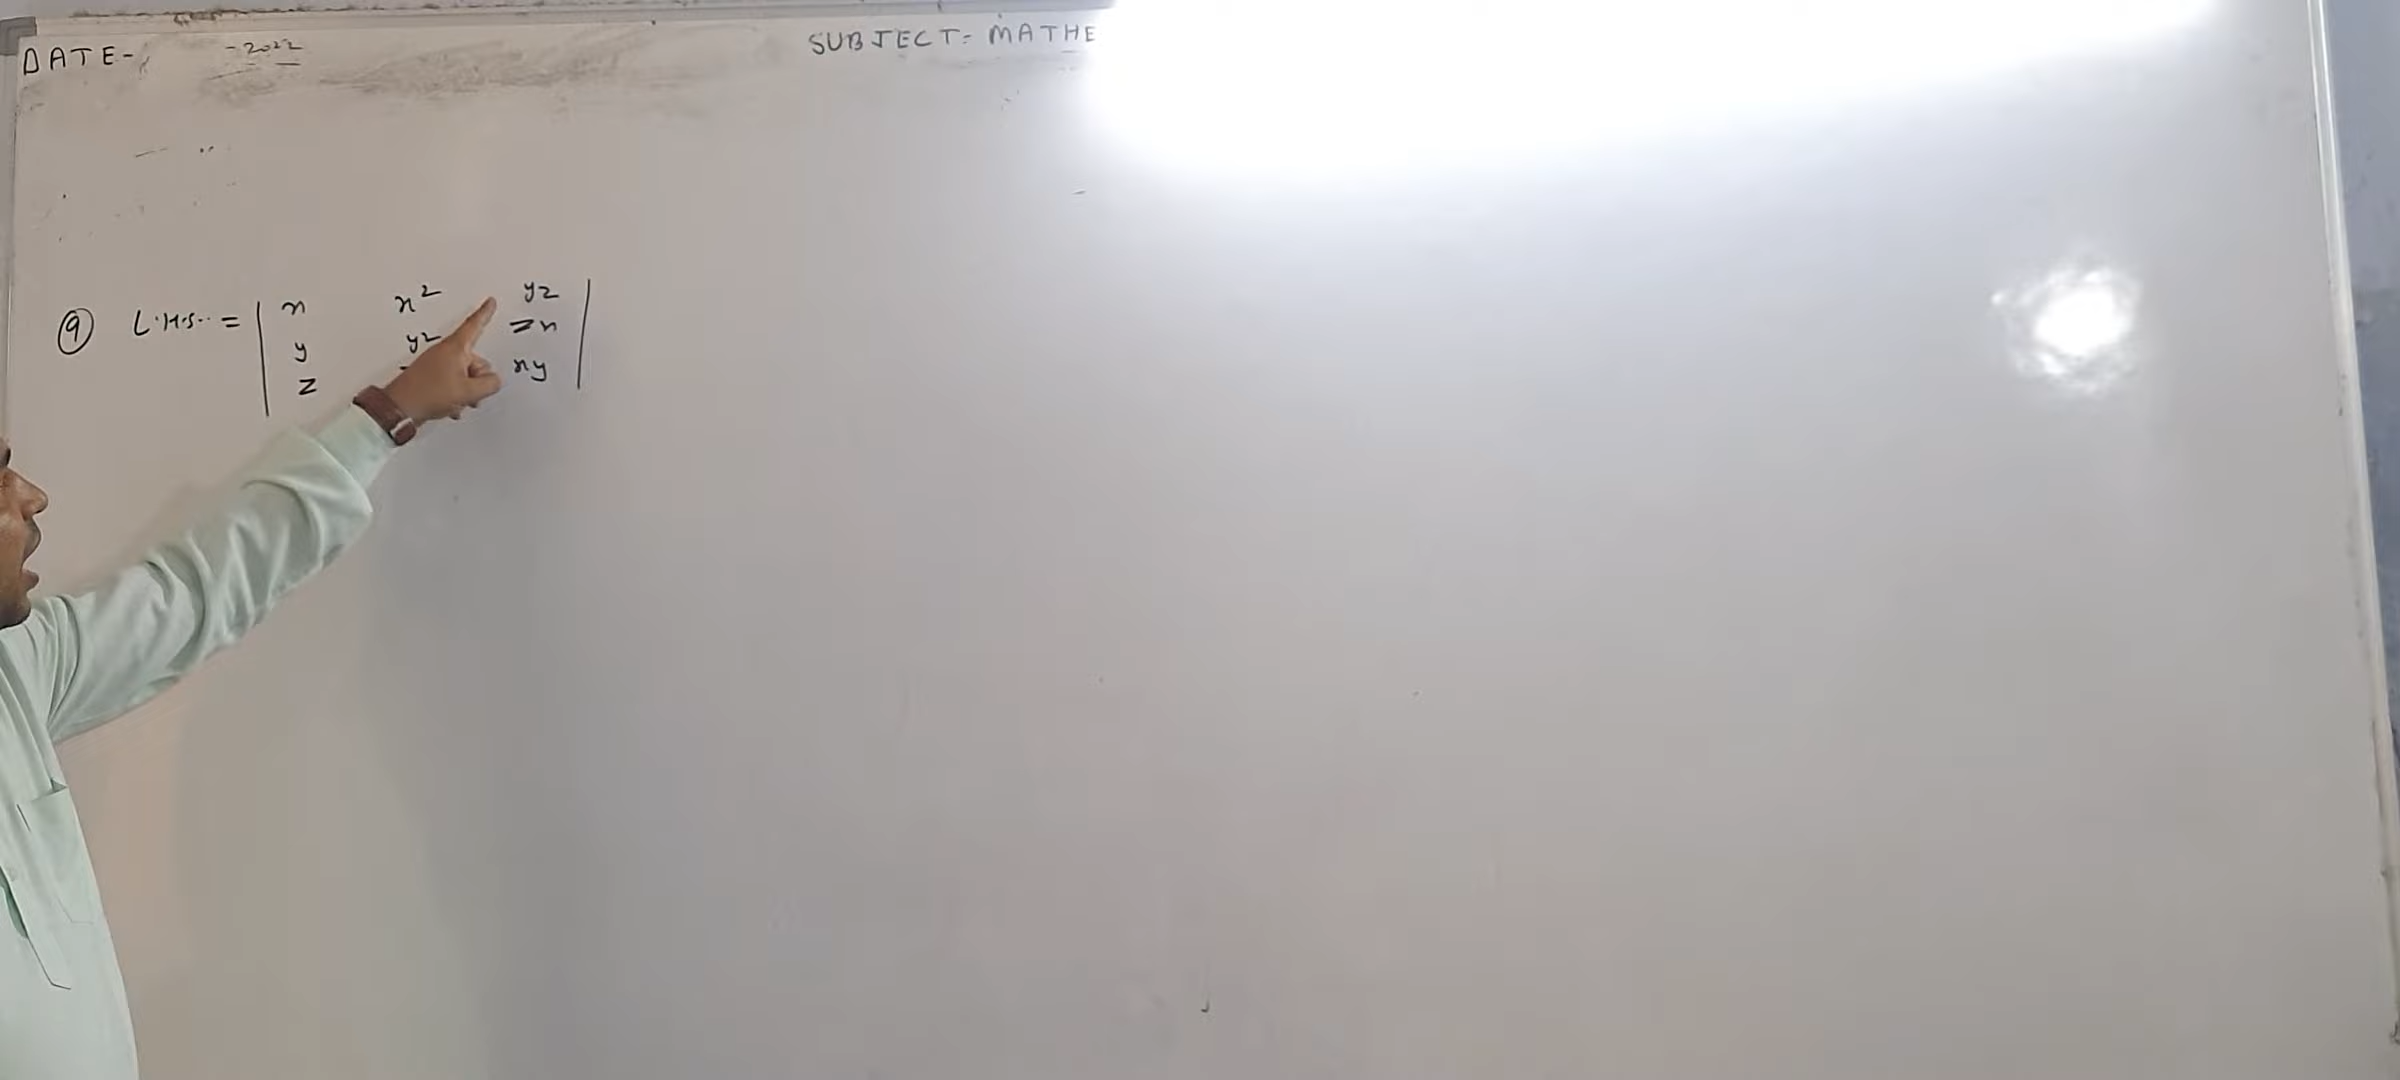 DATE- -2022
SUBJECT= MATHE
⑨ L.H.S.. = | x x² yz |
y y² zx
z xy